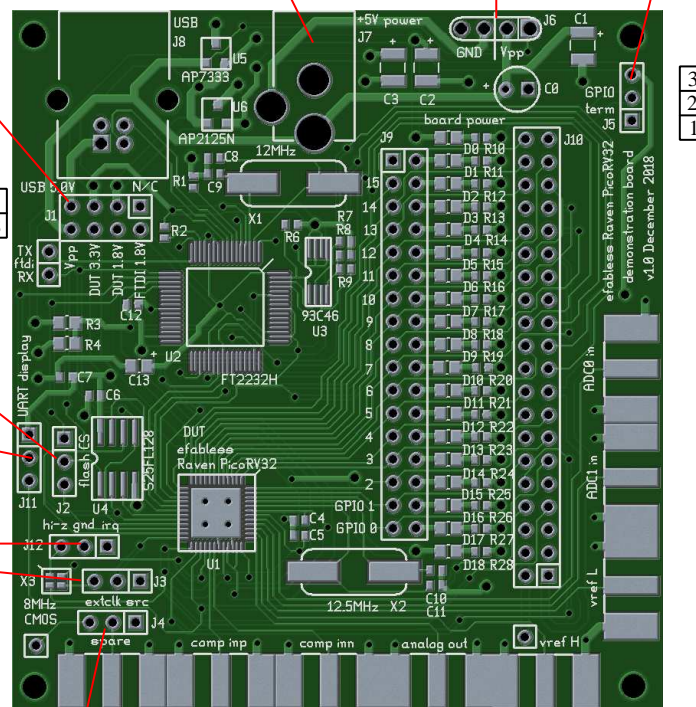 USB
J8
U5
AP7333
U6
AP2125N
+5V power
J7
J6
GND Vpp
C1
C3 C2
C0
GPIO
term
J5
3
2
1
board power
12MHz
C8
C9
R1
X1
USB 5.0V N/C
J1
Vpp
DUT 3.3V
DUT 1.8V
FTDI 1.8V
TX
ftdi
RX
R2
R6
R7
R8
R9
93C46
U3
C12
U2
FT2232H
R3
R4
C13
C7
C6
UART display
J11
flash CS
J2
U4
S25FL128
DUT
efabless
Raven PicoRV32
U1
J9
15
14
13
12
11
10
9
8
7
6
5
4
3
2
GPIO 1
GPIO 0
J10
D0 R10
D1 R11
D2 R12
D3 R13
D4 R14
D5 R15
D6 R16
D7 R17
D8 R18
D9 R19
D10 R20
D11 R21
D12 R22
D13 R23
D14 R24
D15 R25
D16 R26
D17 R27
D18 R28
efabless Raven PicoRV32
demonstration board
v1.0 December 2018
ADC0 in
ADC1 in
vref L
vref H
hi-z gnd irq
J12
X3
8MHz
CMOS
J3
extclk src
J4
spare
C4
C5
12.5MHz X2
C10
C11
comp inp
comp inn
analog out